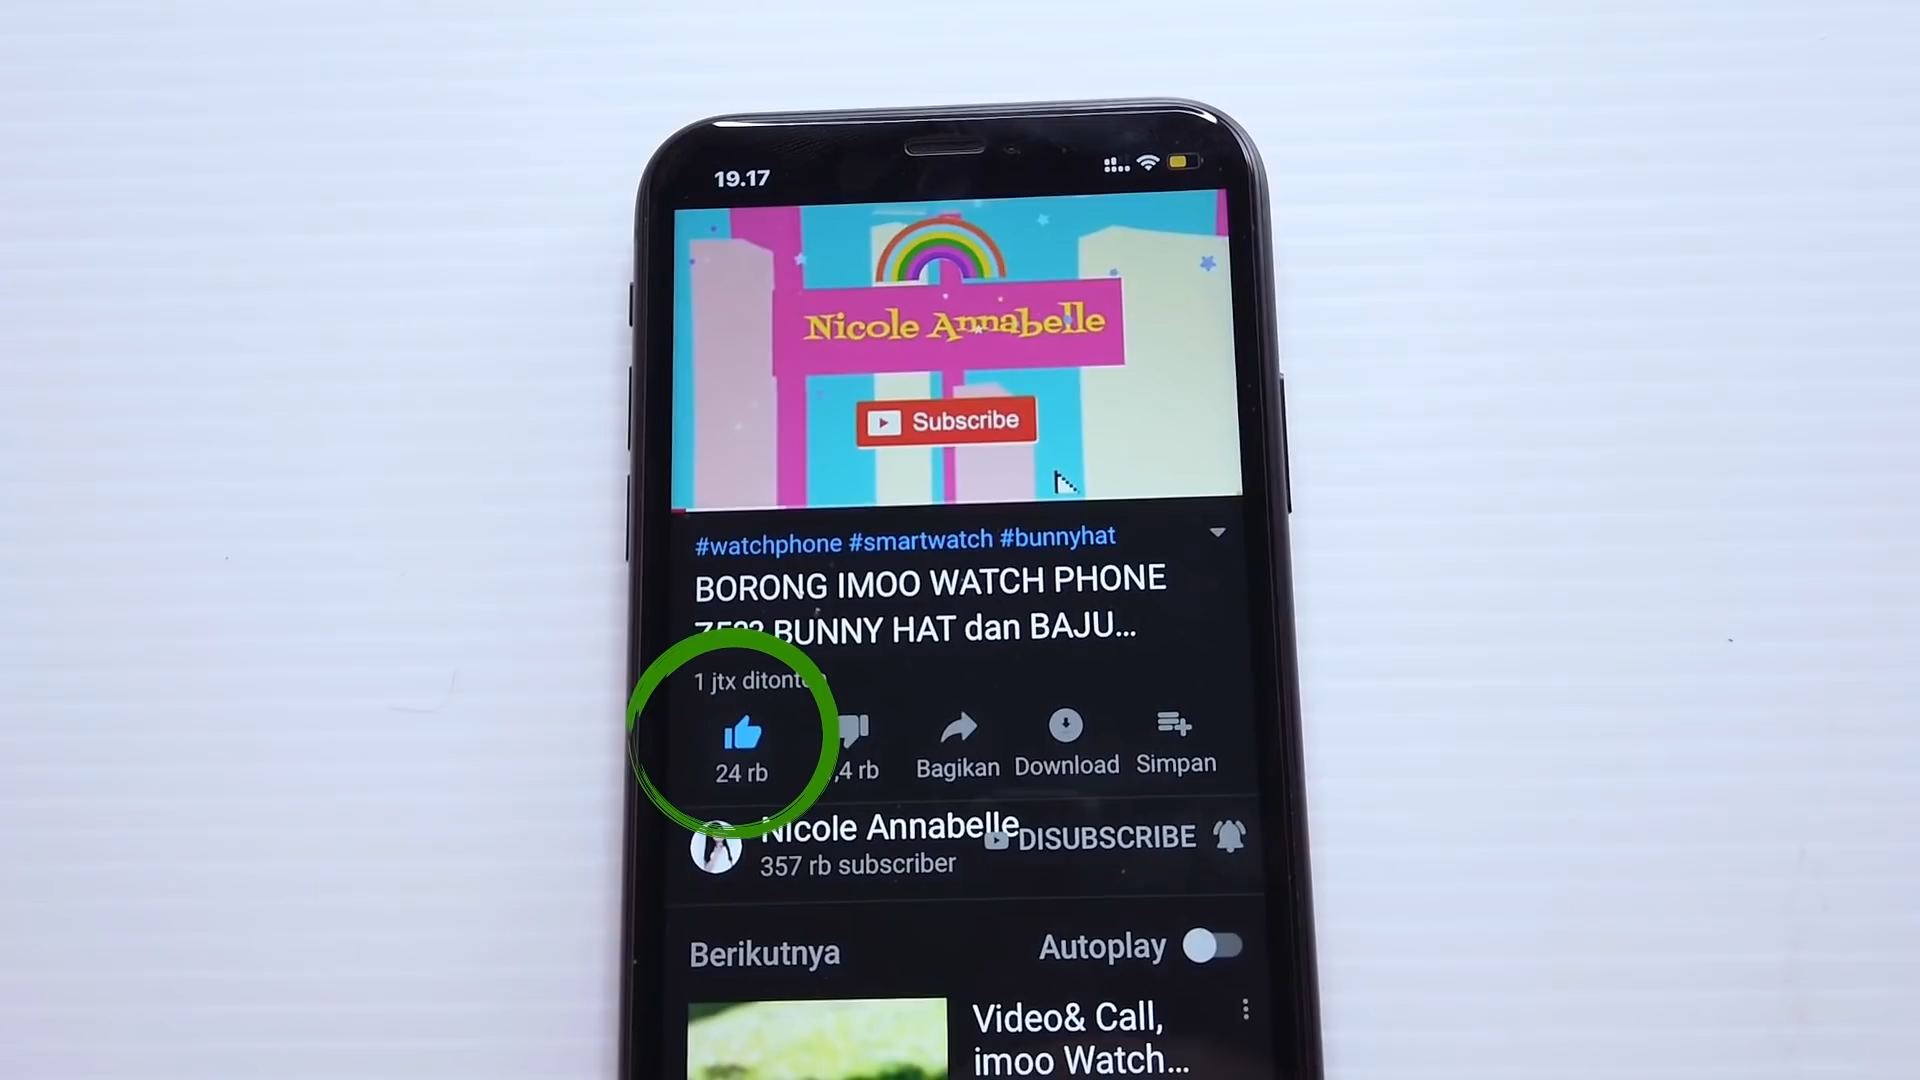 19.17
Nicole Annabelle
Subscribe
#watchphone #smartwatch #bunnyhat
BORONG IMOO WATCH PHONE
BUNNY HAT dan BAJU...
1 jtx ditonton
24 rb
,4 rb
Bagikan
Download
Simpan
Nicole Annabelle
DISUBSCRIBE
357 rb subscriber
Berikutnya
Autoplay
Video& Call,
imoo Watch...